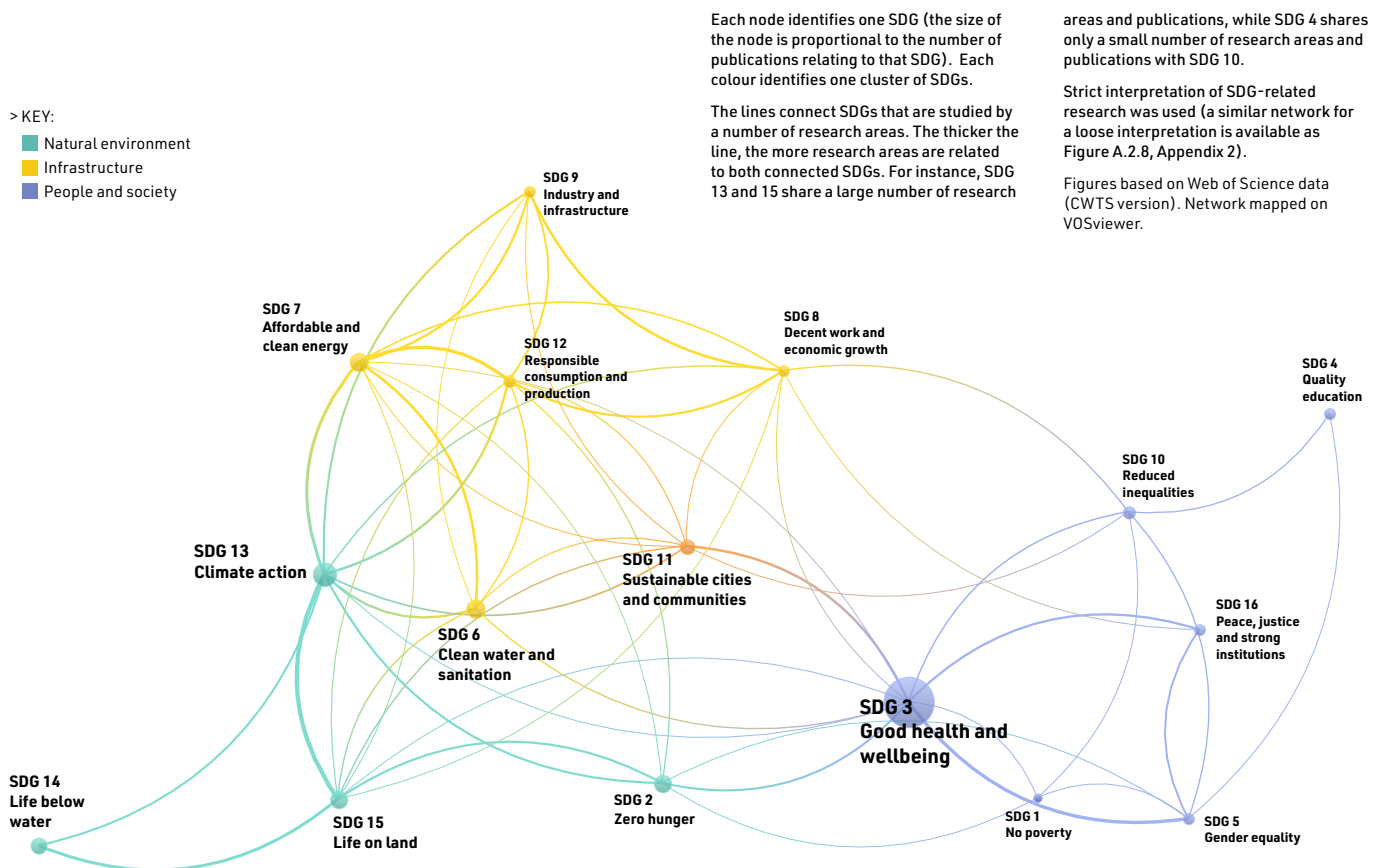 Each node identifies one SDG (the size of
the node is proportional to the number of
publications relating to that SDG). Each
colour identifies one cluster of SDGs.
The lines connect SDGs that are studied by
a number of research areas. The thicker the
line, the more research areas are related
to both connected SDGs. For instance, SDG
13 and 15 share a large number of research
areas and publications, while SDG 4 shares
only a small number of research areas and
publications with SDG 10.
Strict interpretation of SDG-related
research was used (a similar network for
a loose interpretation is available as
Figure A.2.8, Appendix 2).
Figures based on Web of Science data
(CWTS version). Network mapped on
VOSviewer.
> KEY:
Natural environment
Infrastructure
People and society
SDG 9
Industry and
infrastructure
SDG 7
Affordable and
clean energy
SDG 12
Responsible
consumption and
production
SDG 8
Decent work and
economic growth
SDG 4
Quality
education
SDG 10
Reduced
inequalities
SDG 13
Climate action
SDG 11
Sustainable cities
and communities
SDG 6
Clean water and
sanitation
SDG 16
Peace, justice
and strong
institutions
SDG 3
Good health and
wellbeing
SDG 14
Life below
water
SDG 15
Life on land
SDG 2
Zero hunger
SDG 1
No poverty
SDG 5
Gender equality